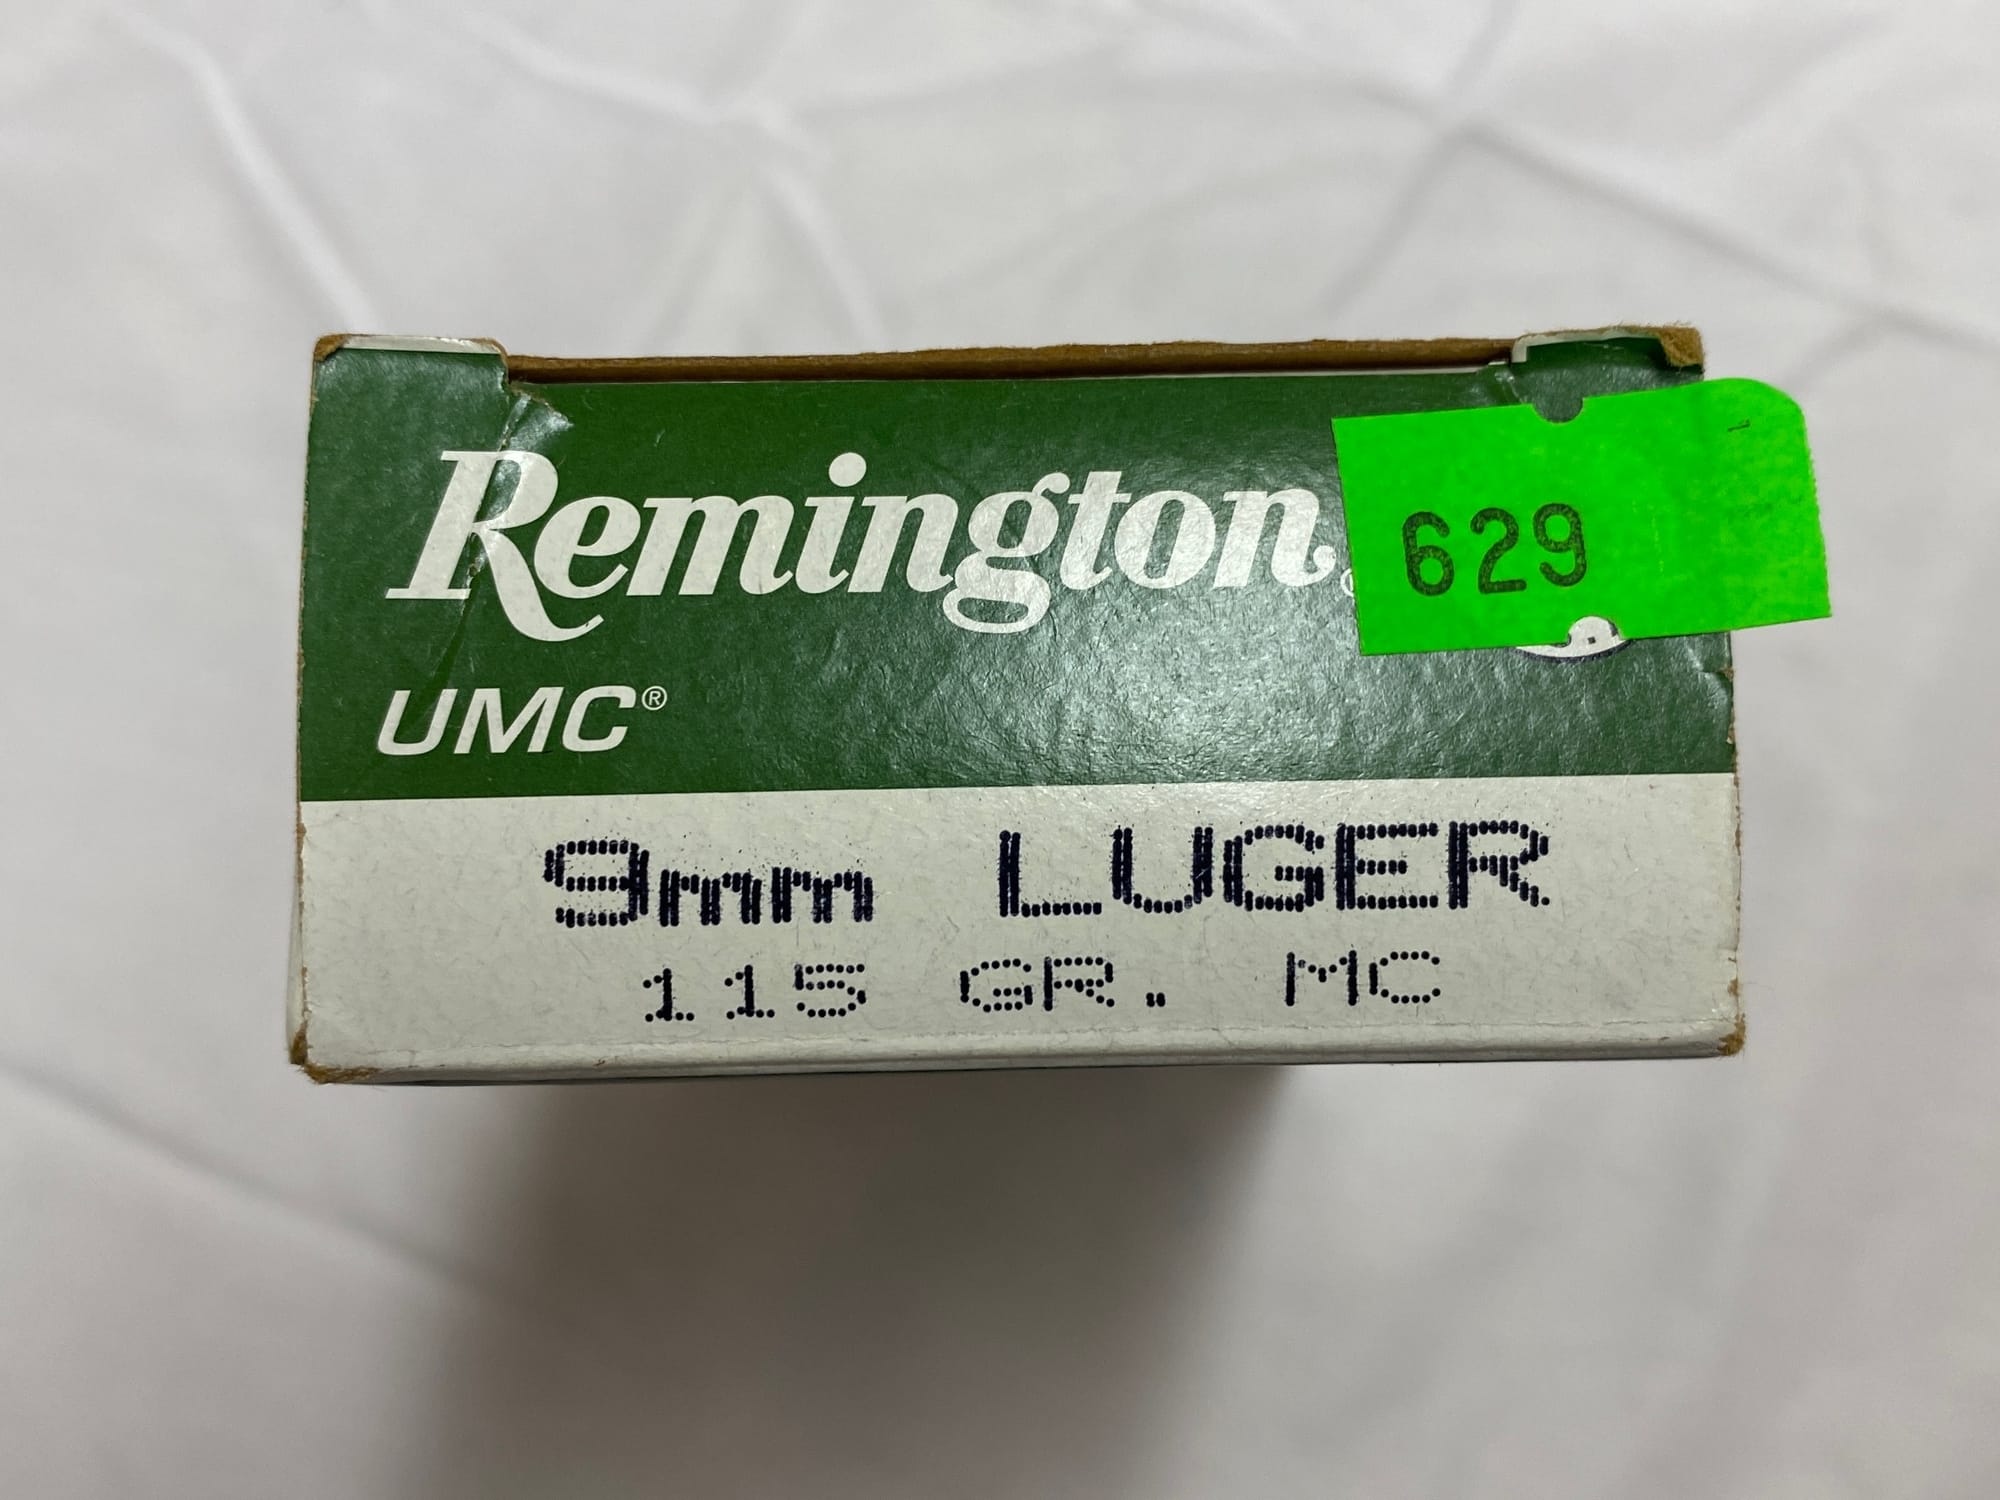 Remington
629
UMC®
9mm LUGER
115 GR. MC